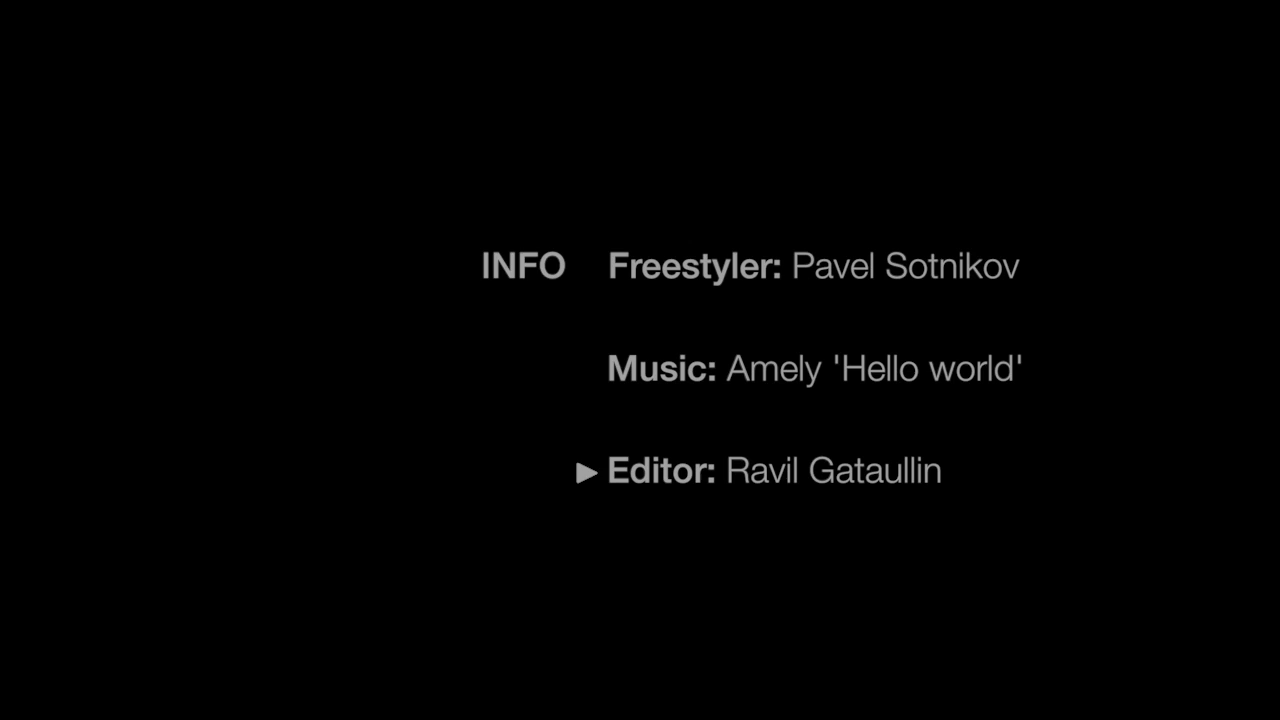 INFO Freestyler: Pavel Sotnikov
Music: Amely 'Hello world'
▶ Editor: Ravil Gataullin